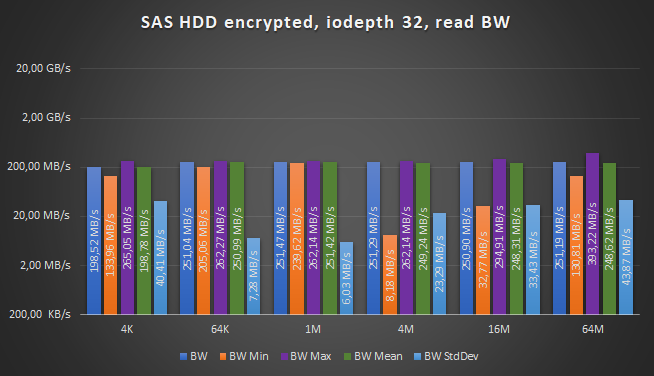 SAS HDD encrypted, iodepth 32, read BW
20,00 GB/s
2,00 GB/s
200,00 MB/s
20,00 MB/s
2,00 MB/s
200,00 KB/s
198,52 MB/s
133,96 MB/s
265,05 MB/s
198,78 MB/s
40,41 MB/s
251,04 MB/s
205,06 MB/s
262,27 MB/s
250,99 MB/s
7,28 MB/s
251,47 MB/s
239,62 MB/s
262,14 MB/s
251,42 MB/s
6,03 MB/s
251,29 MB/s
8,18 MB/s
262,14 MB/s
249,24 MB/s
23,29 MB/s
250,90 MB/s
32,77 MB/s
294,91 MB/s
248,31 MB/s
33,43 MB/s
251,19 MB/s
130,81 MB/s
393,22 MB/s
248,62 MB/s
43,87 MB/s
4K 64K 1M 4M 16M 64M
BW BW Min BW Max BW Mean BW StdDev